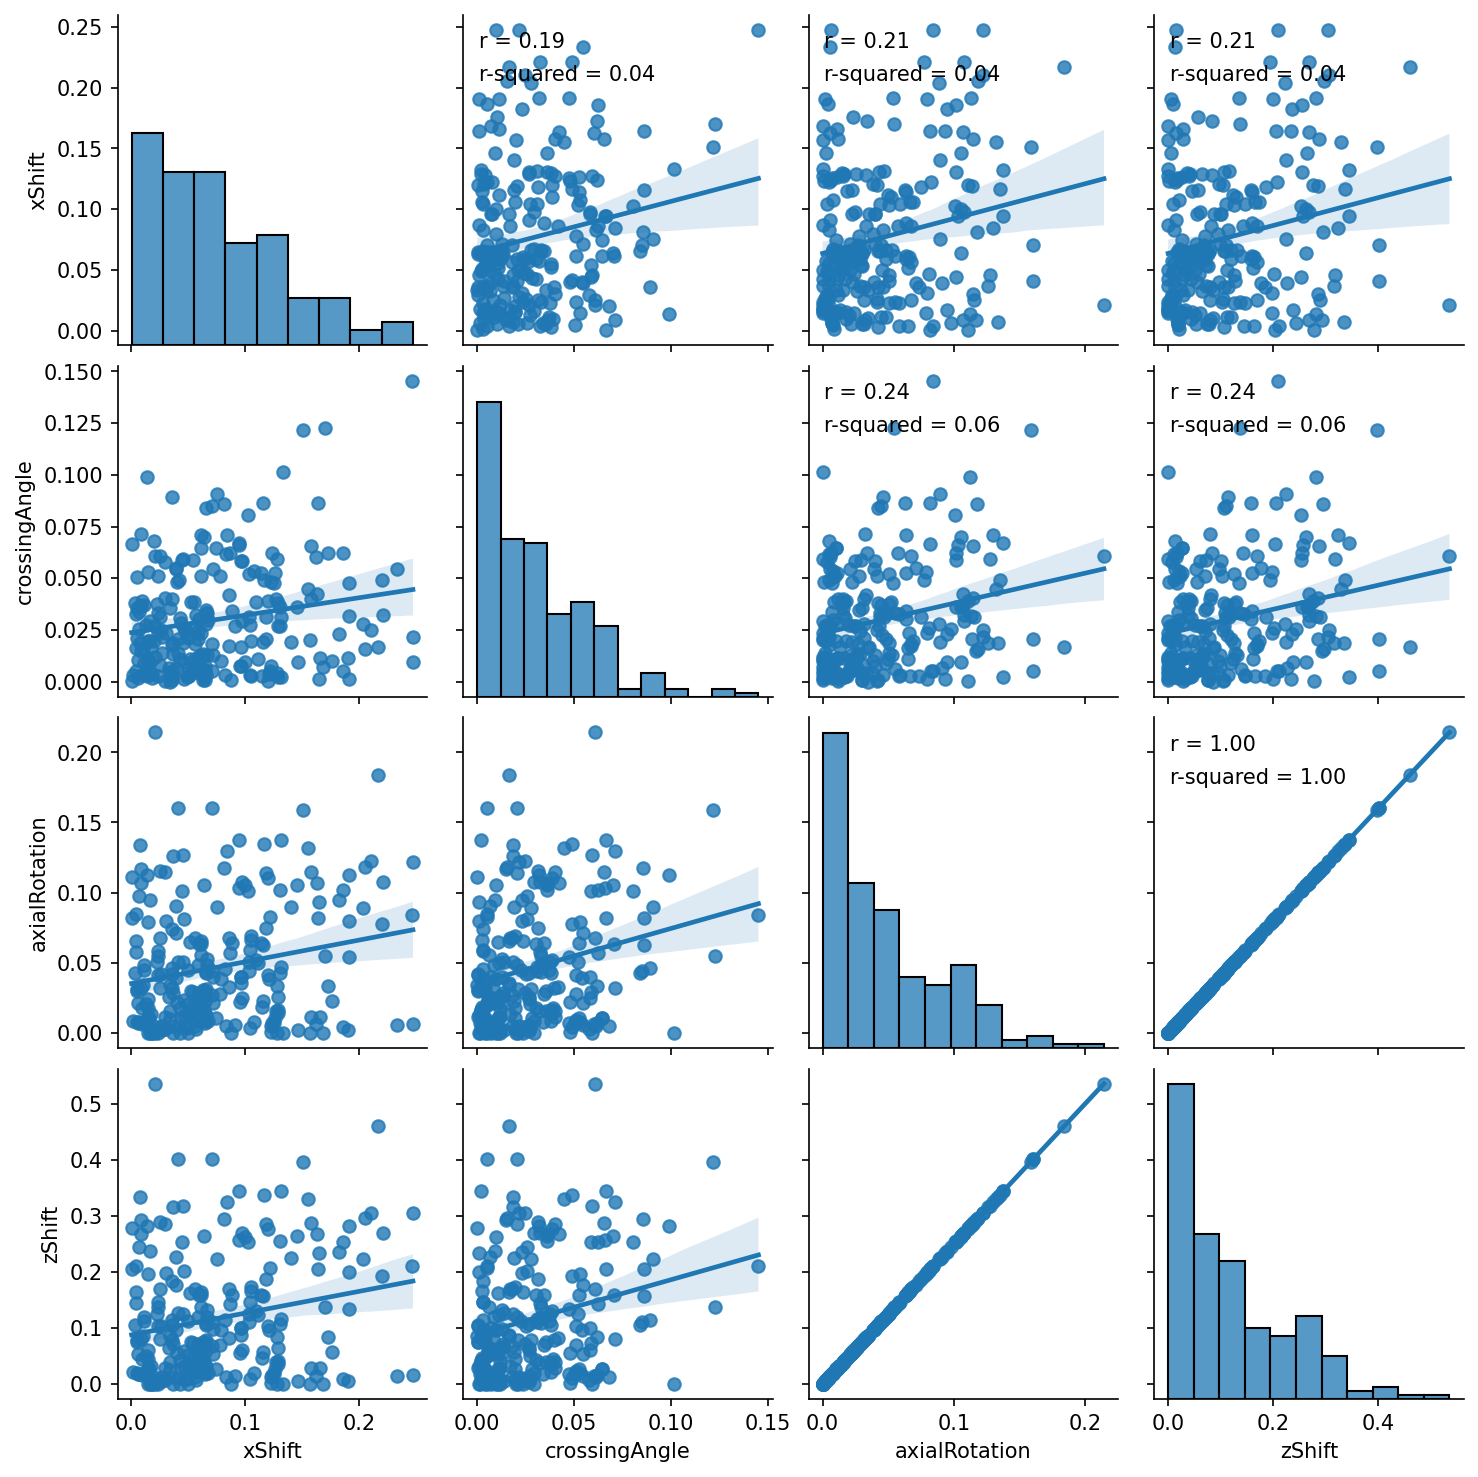 0.25
0.20
0.15
0.10
0.05
0.00
xShift
r = 0.19
r-squared = 0.04
r = 0.21
r-squared = 0.04
r = 0.21
r-squared = 0.04
0.150
0.125
0.100
0.075
0.050
0.025
0.000
crossingAngle
r = 0.24
r-squared = 0.06
r = 0.24
r-squared = 0.06
0.20
0.15
0.10
0.05
0.00
axialRotation
r = 1.00
r-squared = 1.00
0.5
0.4
0.3
0.2
0.1
0.0
zShift
0.0 0.1 0.2
xShift
0.00 0.05 0.10 0.15
crossingAngle
0.0 0.1 0.2
axialRotation
0.0 0.2 0.4
zShift